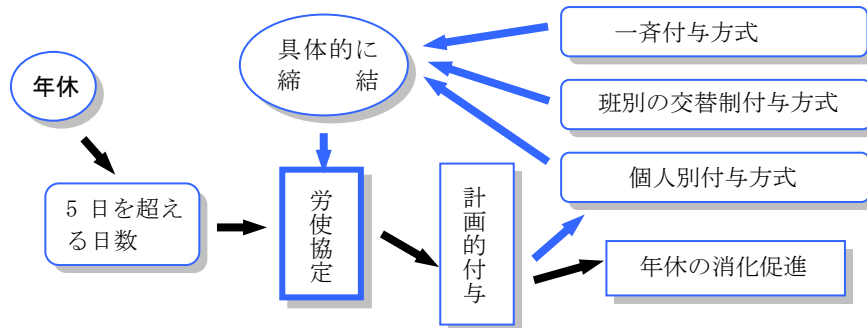 年休
5 日を超え
る日数
具体的に
締　　結
労使協定
計画的付与
一斉付与方式
班別の交替制付与方式
個人別付与方式
年休の消化促進